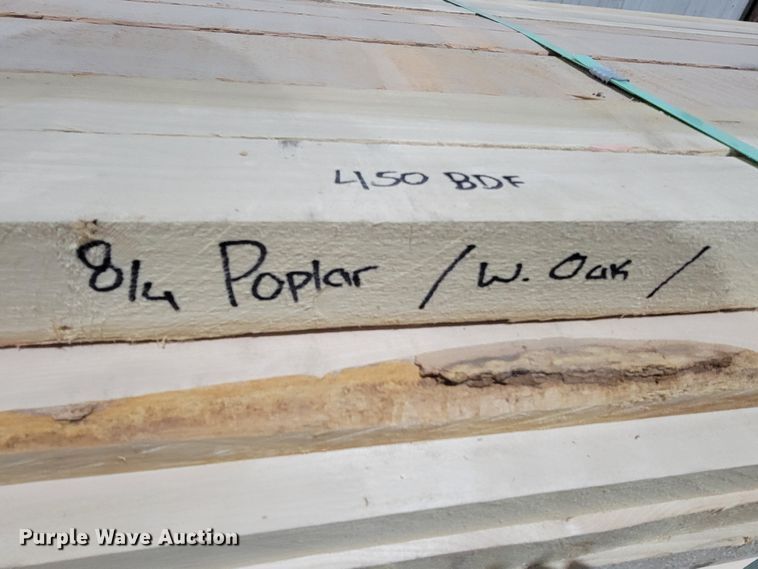 450 BDF
8/4 Poplar / W. Oak /
Purple Wave Auction®